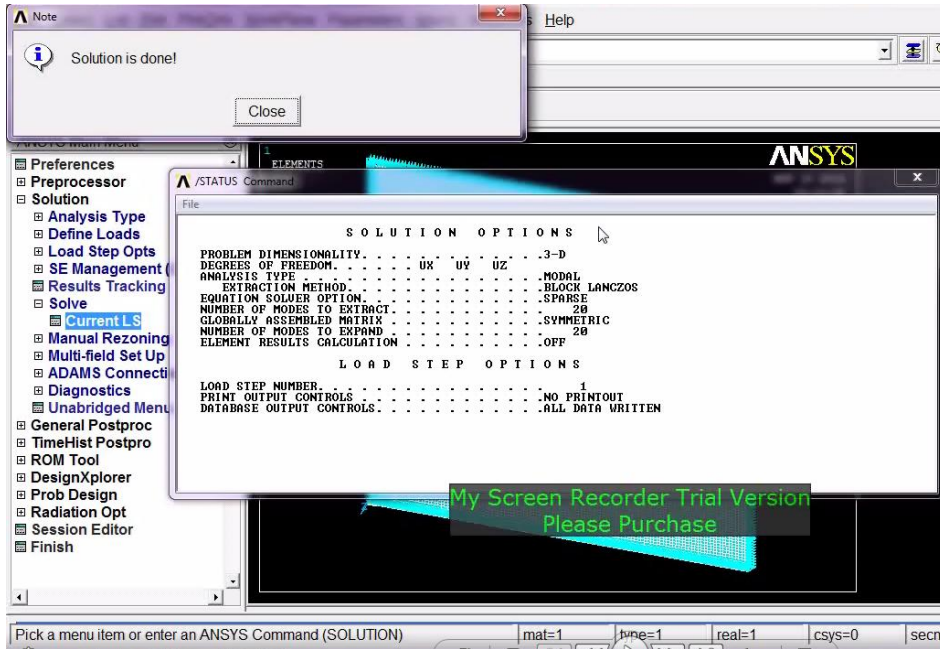 Note
Help
Solution is done!
Close
ANSYS Main Menu
1
ELEMENTS
ANSYS
Preferences
Preprocessor
Solution
Analysis Type
Define Loads
Load Step Opts
SE Management (
Results Tracking
Solve
Current LS
Manual Rezoning
Multi-field Set Up
ADAMS Connecti
Diagnostics
Unabridged Menu
General Postproc
TimeHist Postpro
ROM Tool
DesignXplorer
Prob Design
Radiation Opt
Session Editor
Finish
/STATUS Command
File
S O L U T I O N   O P T I O N S
PROBLEM DIMENSIONALITY. . . . . . . . . . . . .3-D
DEGREES OF FREEDOM. . . . . . UX   UY   UZ
ANALYSIS TYPE . . . . . . . . . . . . . . . . .MODAL
EXTRACTION METHOD. . . . . . . . . . . . . .BLOCK LANCZOS
EQUATION SOLVER OPTION. . . . . . . . . . . . .SPARSE
NUMBER OF MODES TO EXTRACT. . . . . . . . . . .   20
GLOBALLY ASSEMBLED MATRIX . . . . . . . . . . .SYMMETRIC
NUMBER OF MODES TO EXPAND . . . . . . . . . . .   20
ELEMENT RESULTS CALCULATION . . . . . . . . . .OFF
L O A D   S T E P   O P T I O N S
LOAD STEP NUMBER. . . . . . . . . . . . . . . .   1
PRINT OUTPUT CONTROLS . . . . . . . . . . . . .NO PRINTOUT
DATABASE OUTPUT CONTROLS. . . . . . . . . . . .ALL DATA WRITTEN
My Screen Recorder Trial Version
Please Purchase
Pick a menu item or enter an ANSYS Command (SOLUTION)
mat=1
type=1
real=1
csys=0
secn